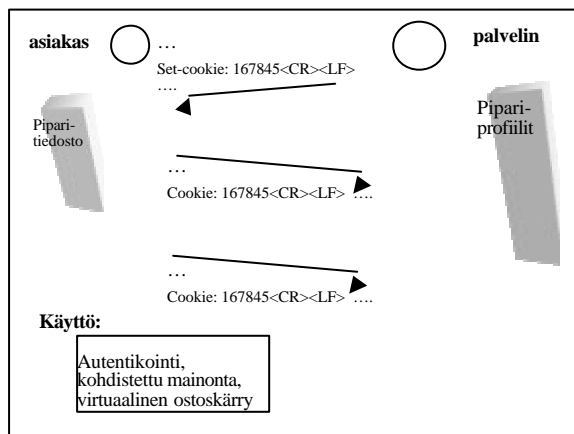 asiakas
…
palvelin
Set-cookie: 167845<CR><LF>
….
Pipari-
tiedosto
Pipari-
profiilit
…
Cookie: 167845<CR><LF> ….
…
Cookie: 167845<CR><LF> ….
Käyttö:
Autentikointi,
kohdistettu mainonta,
virtuaalinen ostoskärry